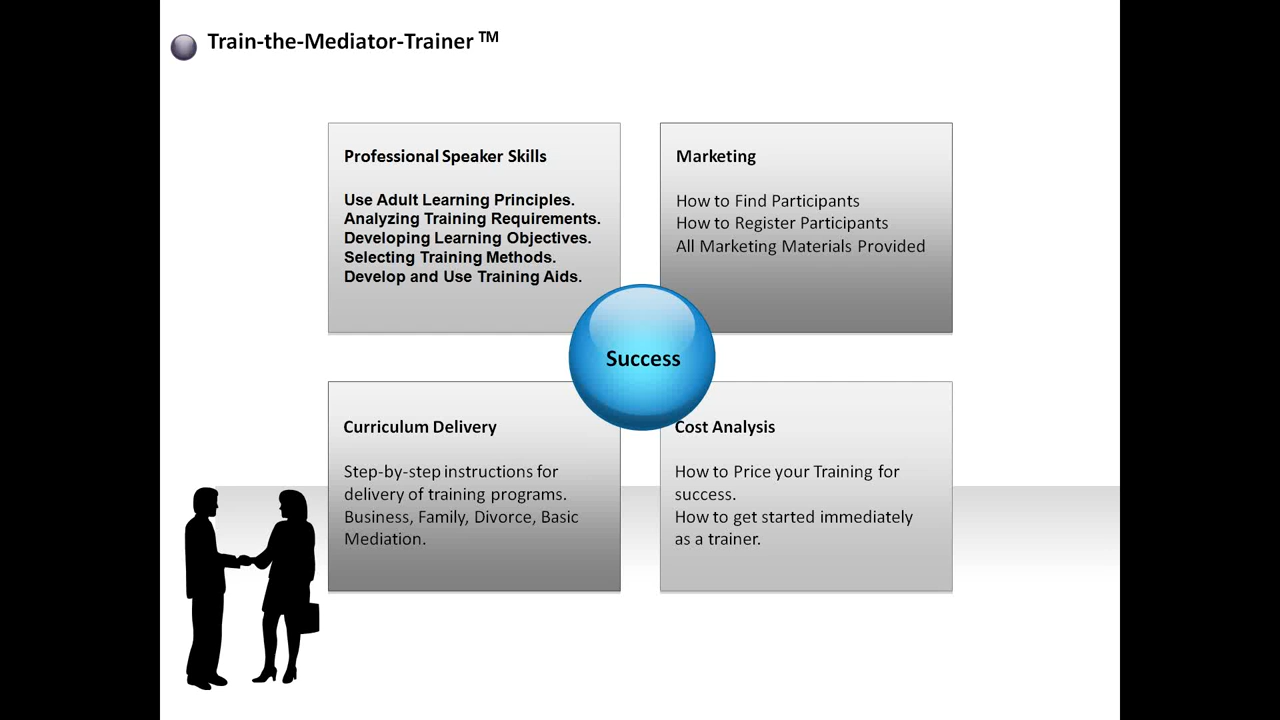 Train-the-Mediator-Trainer ™
Professional Speaker Skills
Use Adult Learning Principles.
Analyzing Training Requirements.
Developing Learning Objectives.
Selecting Training Methods.
Develop and Use Training Aids.
Marketing
How to Find Participants
How to Register Participants
All Marketing Materials Provided
Success
Curriculum Delivery
Step-by-step instructions for
delivery of training programs.
Business, Family, Divorce, Basic
Mediation.
Cost Analysis
How to Price your Training for
success.
How to get started immediately
as a trainer.